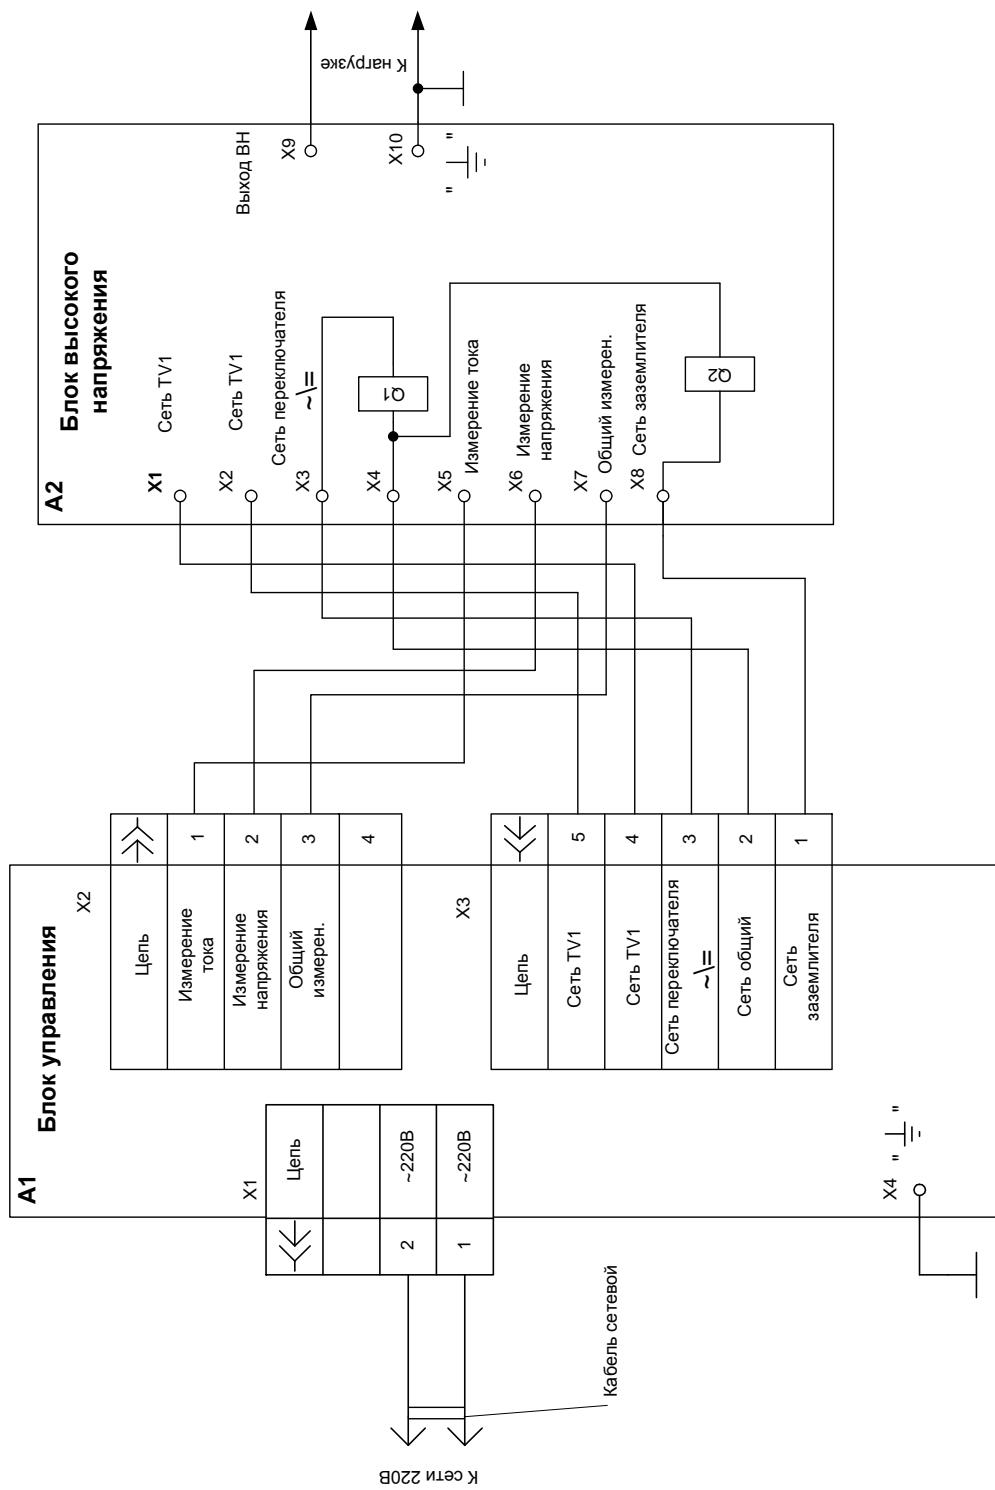 А1
Блок управления
X1
Цепь
~220В
2
~220В
1
К сети 220В
Кабель сетевой
X2
Цепь
Измерение
тока
1
Измерение
напряжения
2
Общий
измерен.
3
4
X3
Цепь
Сеть TV1
5
Сеть TV1
4
Сеть переключателя
~\=
3
Сеть общий
2
Сеть
заземлителя
1
X4
" "
А2
Блок высокого
напряжения
X1
Сеть TV1
X2
Сеть TV1
X3
Сеть переключателя
~\=
X4
Q1
X5
Измерение тока
X6
Измерение
напряжения
X7
Общий измерен.
X8
Сеть заземлителя
Q2
Выход ВН
X9
X10
" "
К нагрузке